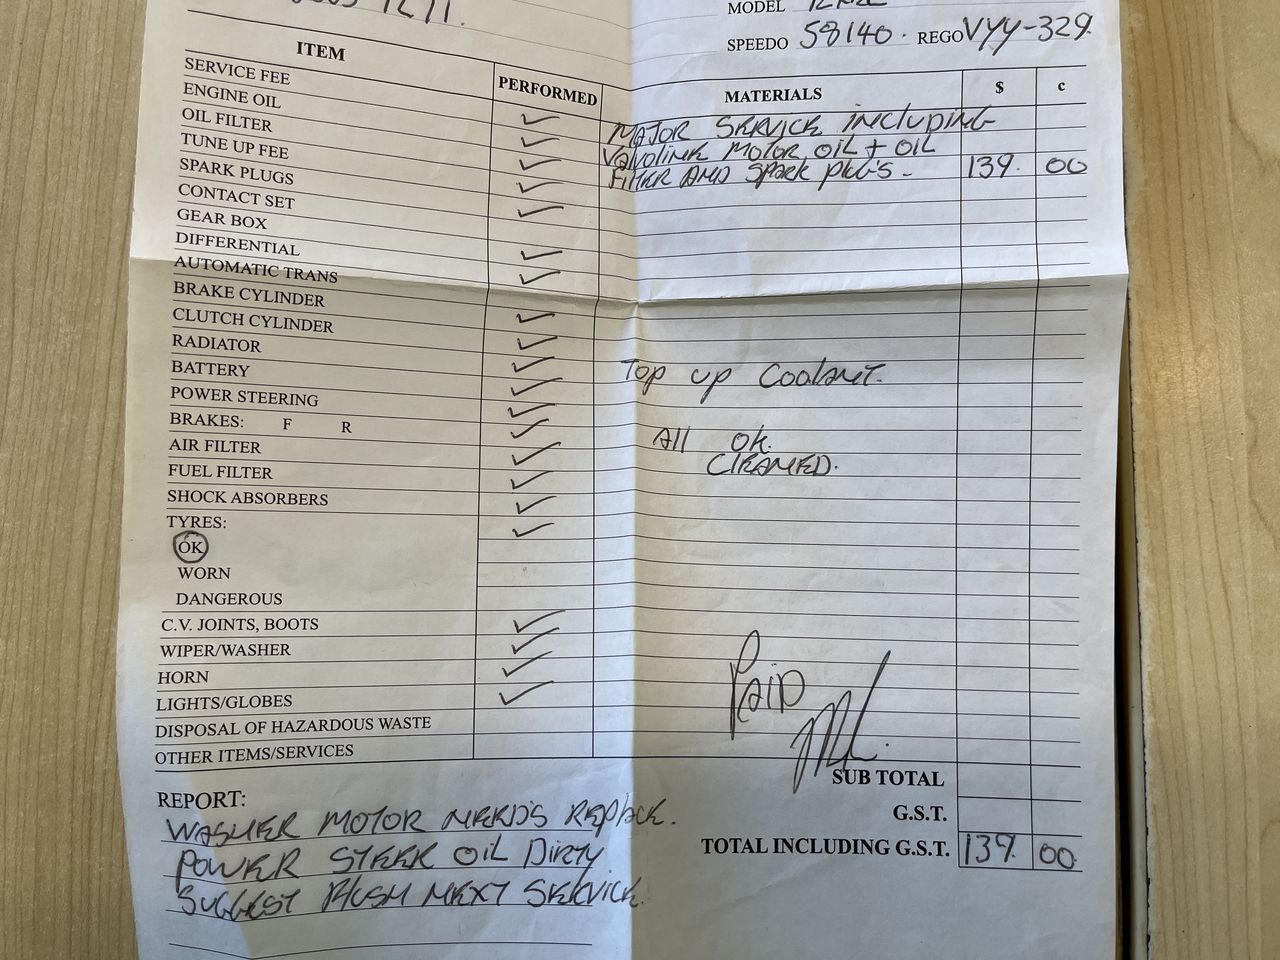 MODEL
SPEEDO 58140. REGO VYY-329.
ITEM PERFORMED MATERIALS $ c
SERVICE FEE ✓
ENGINE OIL ✓ MAJOR SERVICE INCLUDING
OIL FILTER ✓ VALVOLINE MOTOR OIL + OIL
TUNE UP FEE ✓ FILTER AND SPARK PLUG'S - 139. 00
SPARK PLUGS ✓
CONTACT SET
GEAR BOX ✓
DIFFERENTIAL ✓
AUTOMATIC TRANS
BRAKE CYLINDER ✓
CLUTCH CYLINDER ✓
RADIATOR ✓ TOP UP COOLANT.
BATTERY ✓
POWER STEERING ✓
BRAKES: F R ✓ All OK.
AIR FILTER ✓ CLEANED.
FUEL FILTER ✓
SHOCK ABSORBERS ✓
TYRES: ✓
OK
WORN
DANGEROUS
C.V. JOINTS, BOOTS ✓
WIPER/WASHER ✓
HORN ✓
LIGHTS/GLOBES ✓
PAID
DISPOSAL OF HAZARDOUS WASTE
OTHER ITEMS/SERVICES
SUB TOTAL
G.S.T.
TOTAL INCLUDING G.S.T. 139. 00
REPORT:
WASHER MOTOR NEEDS REPLACE.
POWER STEER OIL DIRTY
SUGGEST FLUSH NEXT SERVICE.